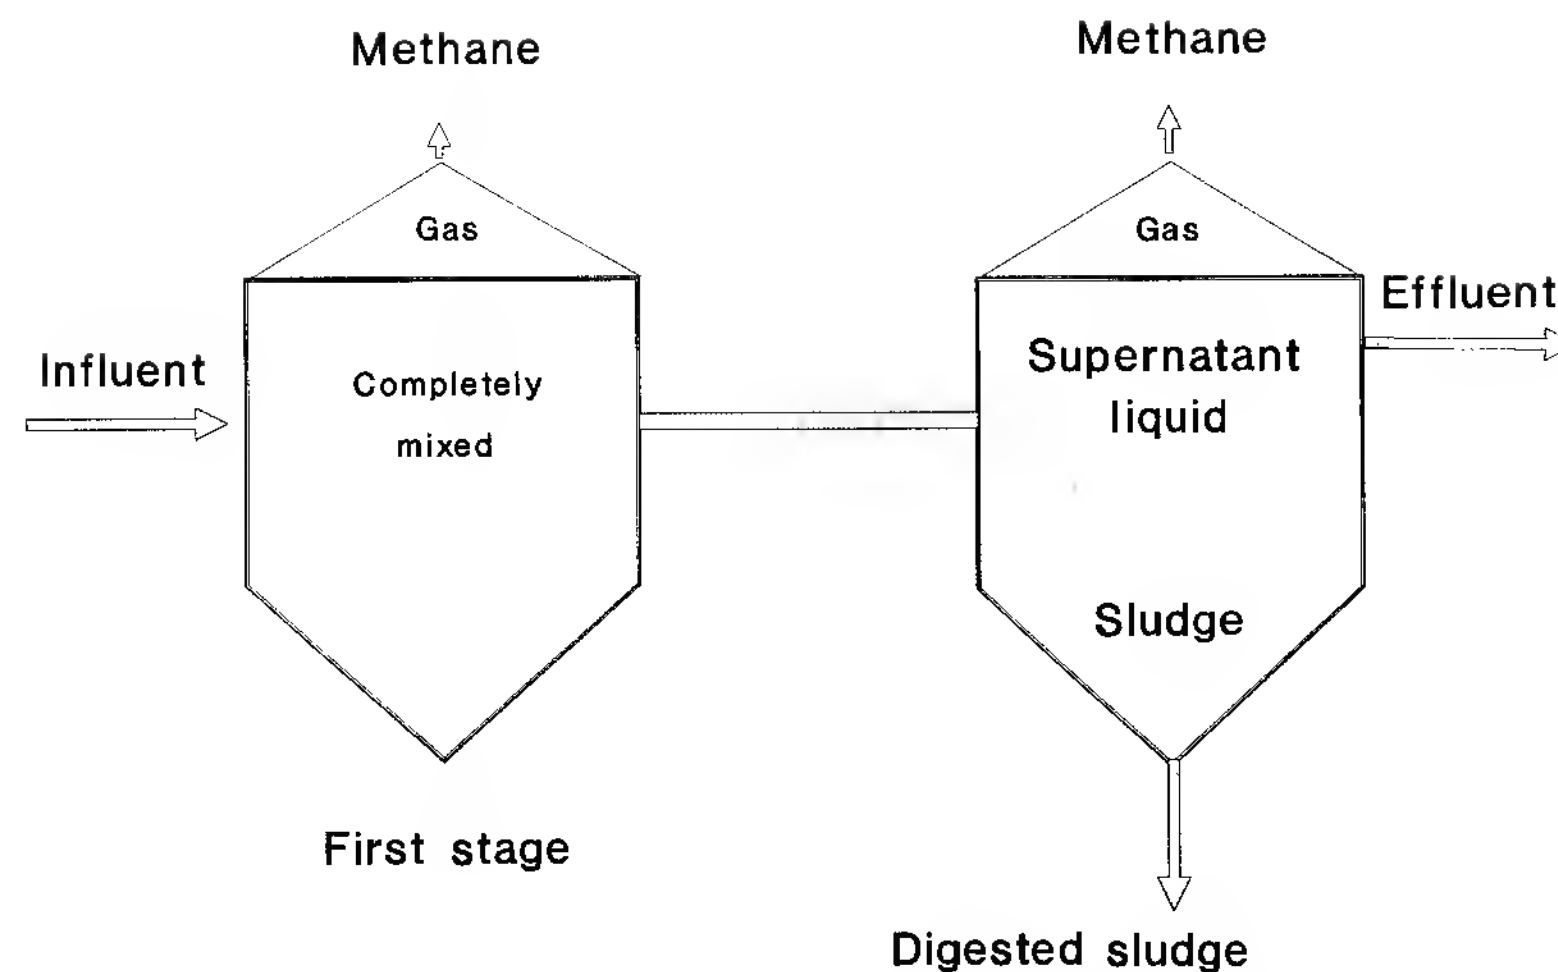 Methane
Methane
Gas
Gas
Effluent
Influent
Completely
mixed
Supernatant
liquid
Sludge
First stage
Digested sludge